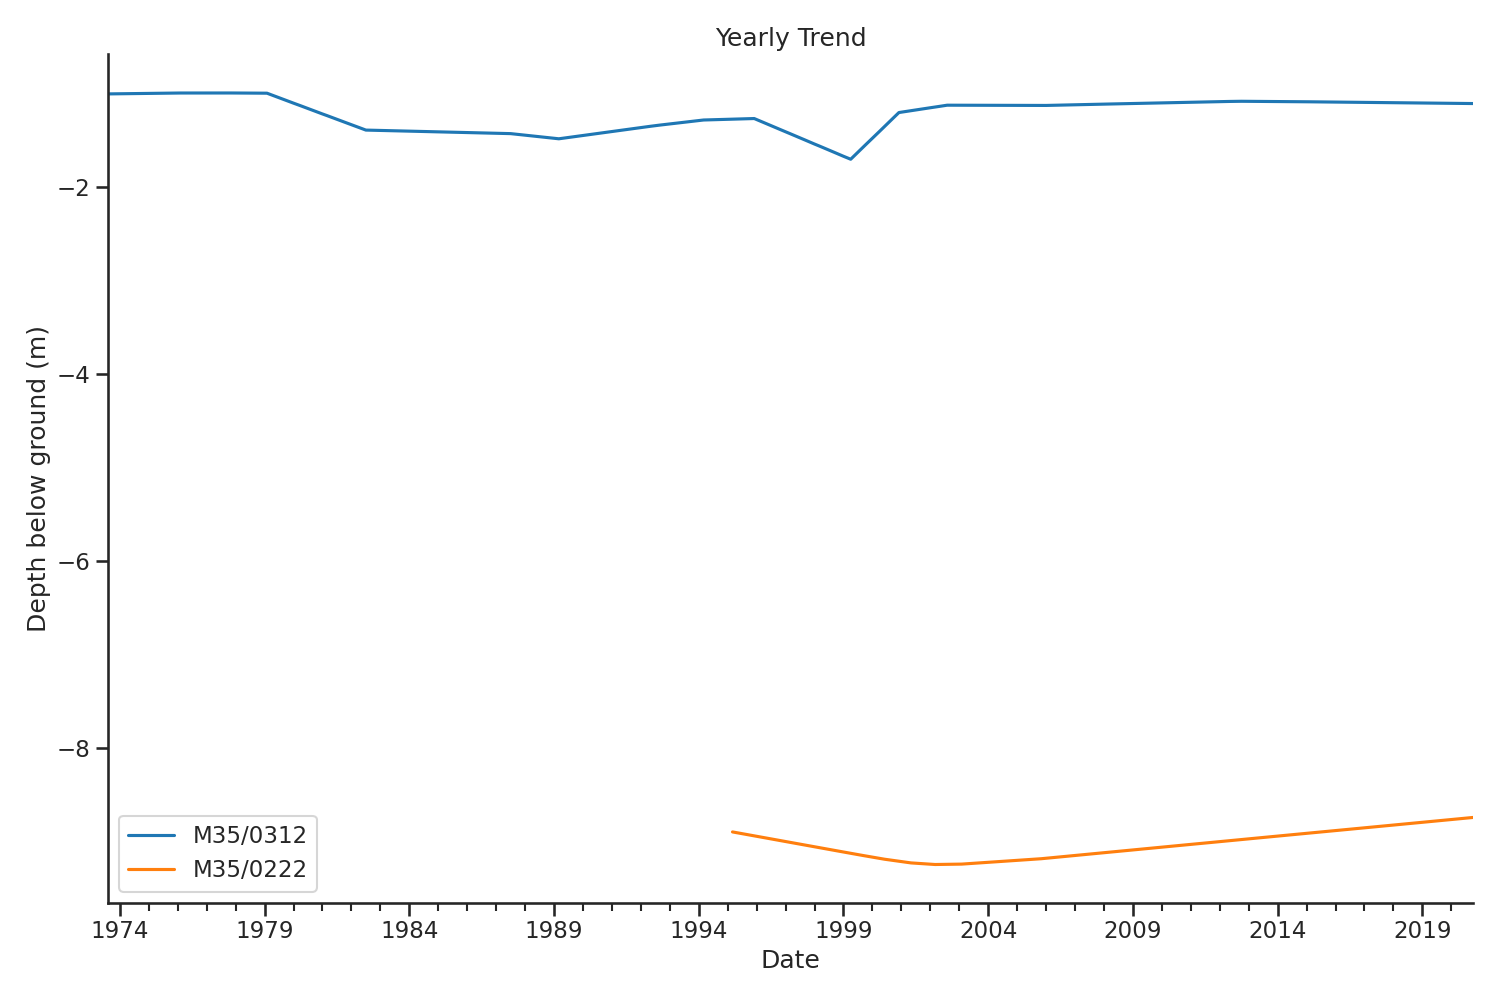 Yearly Trend
Depth below ground (m)
−2
−4
−6
−8
M35/0312
M35/0222
1974 1979 1984 1989 1994 1999 2004 2009 2014 2019
Date